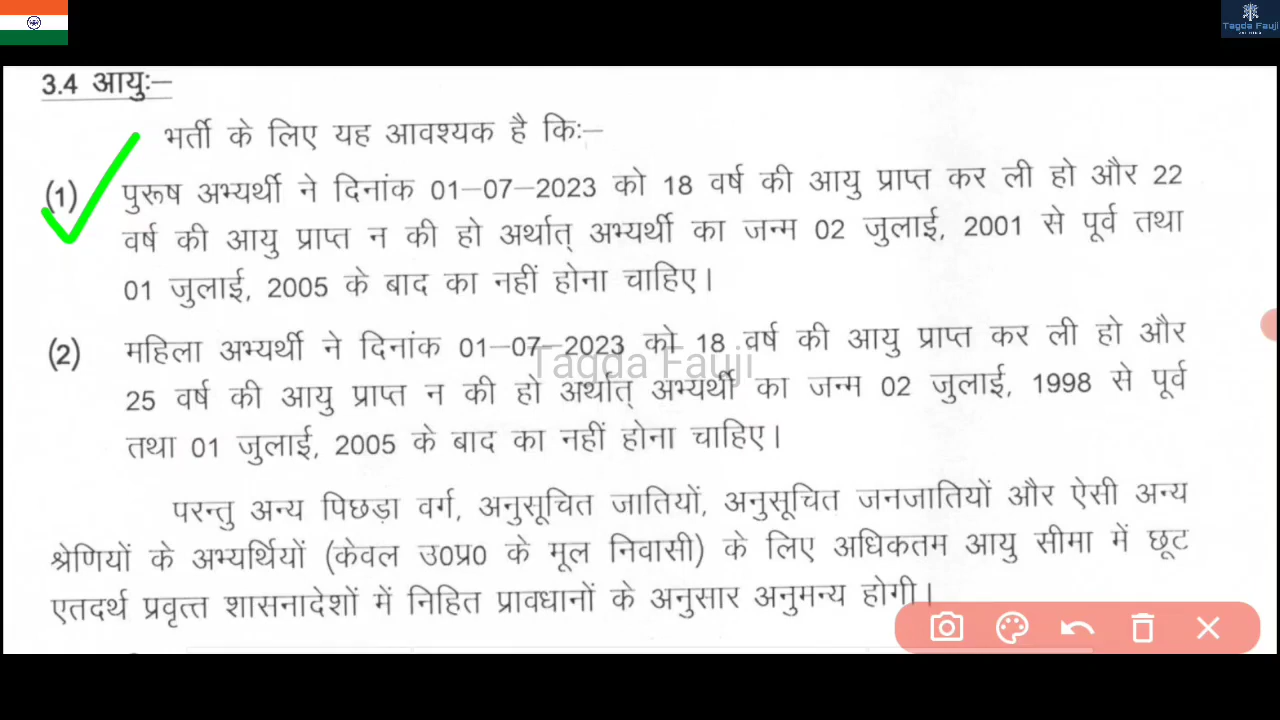 Tagda Fauji
3.4 आयुः–
भर्ती के लिए यह आवश्यक है किः–
(1) पुरूष अभ्यर्थी ने दिनांक 01–07–2023 को 18 वर्ष की आयु प्राप्त कर ली हो और 22
वर्ष की आयु प्राप्त न की हो अर्थात् अभ्यर्थी का जन्म 02 जुलाई, 2001 से पूर्व तथा
01 जुलाई, 2005 के बाद का नहीं होना चाहिए।
(2) महिला अभ्यर्थी ने दिनांक 01–07–2023 को 18 वर्ष की आयु प्राप्त कर ली हो और
Tagda Fauji
25 वर्ष की आयु प्राप्त न की हो अर्थात् अभ्यर्थी का जन्म 02 जुलाई, 1998 से पूर्व
तथा 01 जुलाई, 2005 के बाद का नहीं होना चाहिए।
परन्तु अन्य पिछड़ा वर्ग, अनुसूचित जातियों, अनुसूचित जनजातियों और ऐसी अन्य
श्रेणियों के अभ्यर्थियों (केवल उ0प्र0 के मूल निवासी) के लिए अधिकतम आयु सीमा में छूट
एतदर्थ प्रवृत्त शासनादेशों में निहित प्रावधानों के अनुसार अनुमन्य होगी।